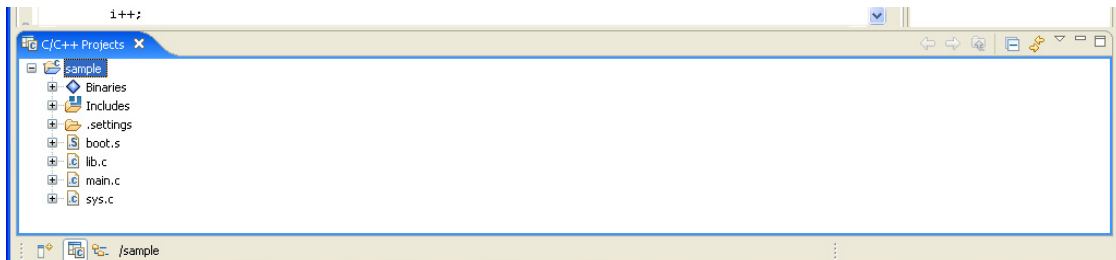 i++;
C/C++ Projects
sample
Binaries
Includes
.settings
boot.s
lib.c
main.c
sys.c
/sample